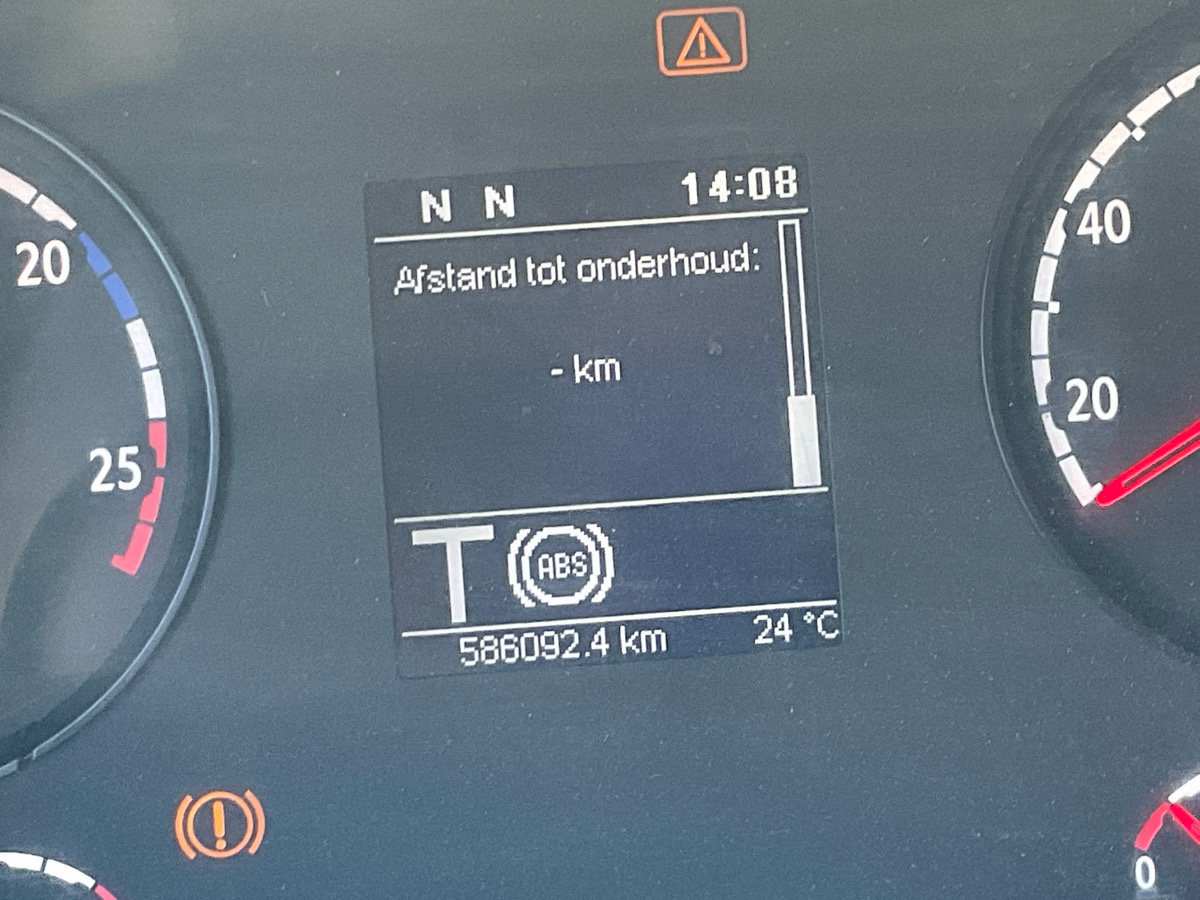 N N 14:08
Afstand tot onderhoud:
- km
T ABS
586092.4 km 24 °C
20
25
40
20
0